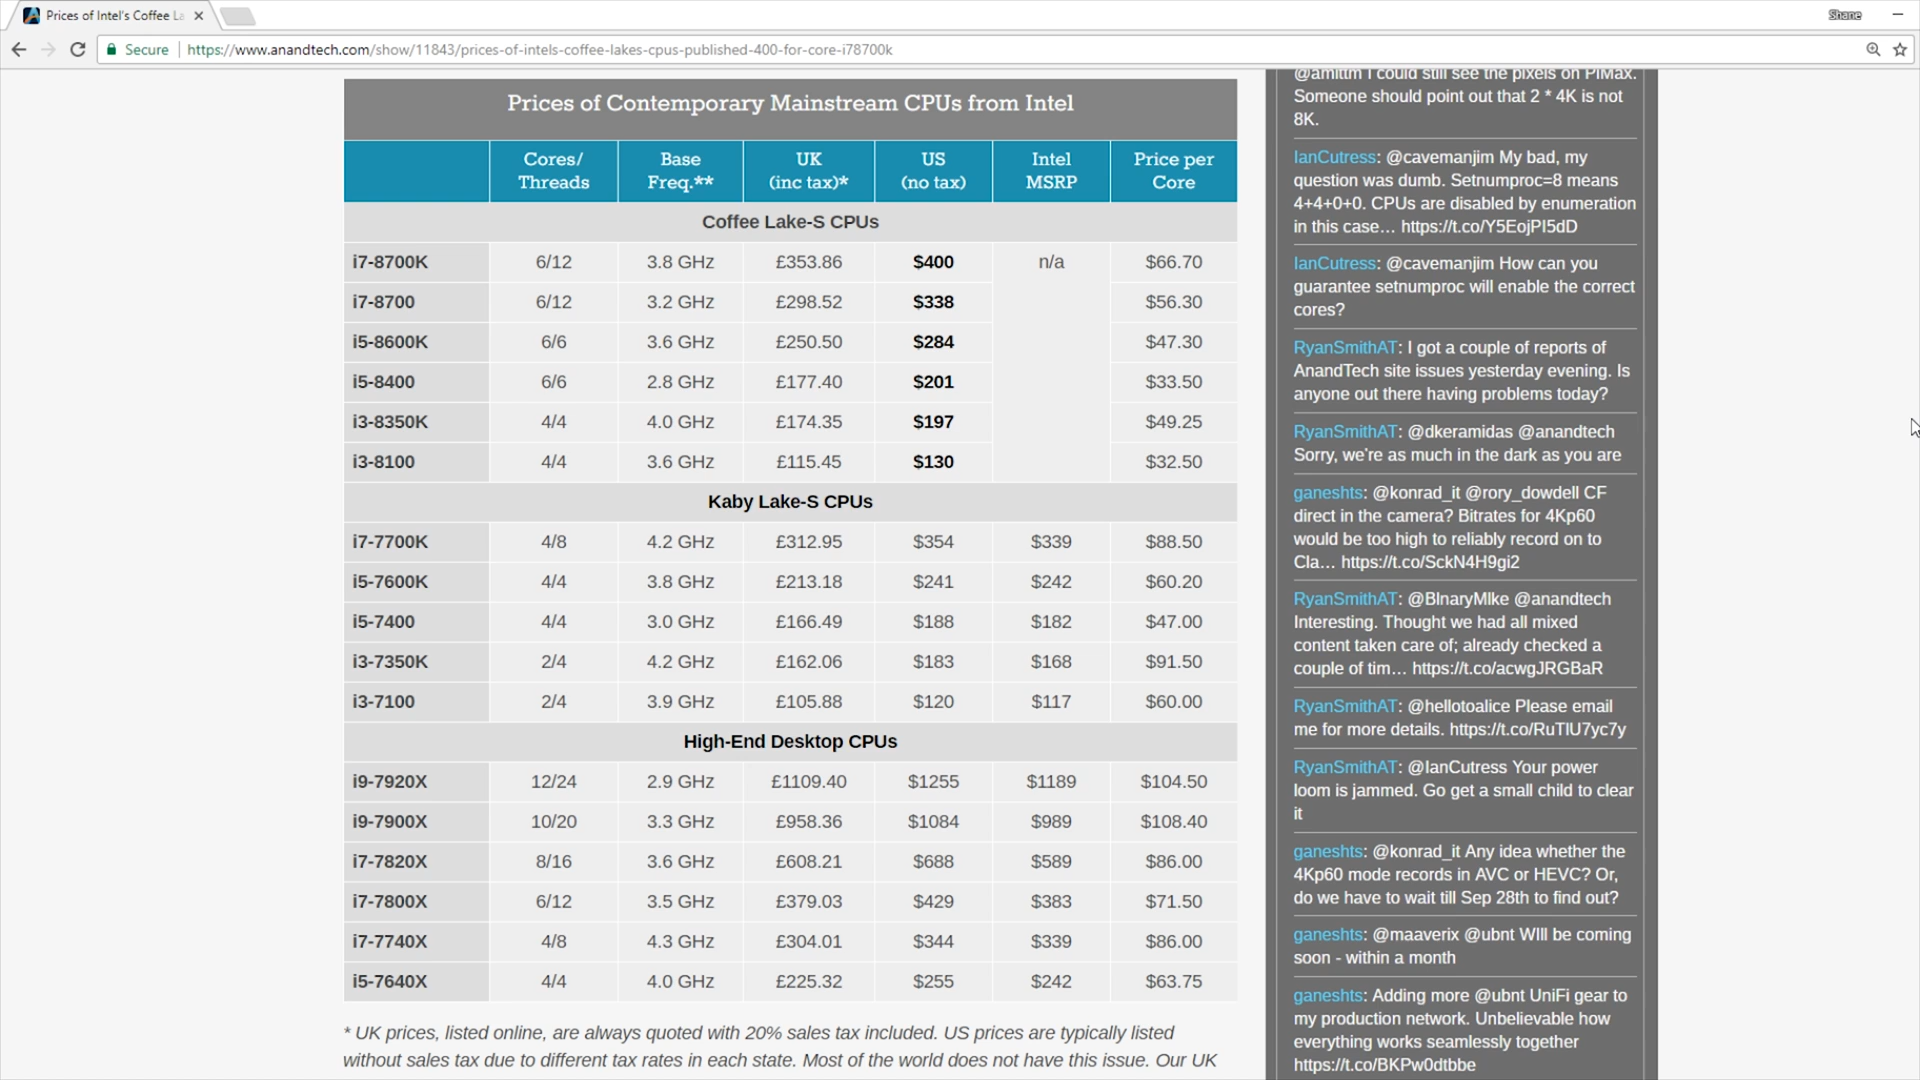 Prices of Intel's Coffee La
Shane
Secure
https://www.anandtech.com/show/11843/prices-of-intels-coffee-lakes-cpus-published-400-for-core-i78700k
Prices of Contemporary Mainstream CPUs from Intel
Cores/ Threads Base Freq.** UK (inc tax)* US (no tax) Intel MSRP Price per Core
Coffee Lake-S CPUs
i7-8700K 6/12 3.8 GHz £353.86 $400 n/a $66.70
i7-8700 6/12 3.2 GHz £298.52 $338 $56.30
i5-8600K 6/6 3.6 GHz £250.50 $284 $47.30
i5-8400 6/6 2.8 GHz £177.40 $201 $33.50
i3-8350K 4/4 4.0 GHz £174.35 $197 $49.25
i3-8100 4/4 3.6 GHz £115.45 $130 $32.50
Kaby Lake-S CPUs
i7-7700K 4/8 4.2 GHz £312.95 $354 $339 $88.50
i5-7600K 4/4 3.8 GHz £213.18 $241 $242 $60.20
i5-7400 4/4 3.0 GHz £166.49 $188 $182 $47.00
i3-7350K 2/4 4.2 GHz £162.06 $183 $168 $91.50
i3-7100 2/4 3.9 GHz £105.88 $120 $117 $60.00
High-End Desktop CPUs
i9-7920X 12/24 2.9 GHz £1109.40 $1255 $1189 $104.50
i9-7900X 10/20 3.3 GHz £958.36 $1084 $989 $108.40
i7-7820X 8/16 3.6 GHz £608.21 $688 $589 $86.00
i7-7800X 6/12 3.5 GHz £379.03 $429 $383 $71.50
i7-7740X 4/8 4.3 GHz £304.01 $344 $339 $86.00
i5-7640X 4/4 4.0 GHz £225.32 $255 $242 $63.75
* UK prices, listed online, are always quoted with 20% sales tax included. US prices are typically listed
without sales tax due to different tax rates in each state. Most of the world does not have this issue. Our UK
@amittm I could still see the pixels on PiMax.
Someone should point out that 2 * 4K is not
8K.
IanCutress: @cavemanjim My bad, my
question was dumb. Setnumproc=8 means
4+4+0+0. CPUs are disabled by enumeration
in this case… https://t.co/Y5EojPI5dD
IanCutress: @cavemanjim How can you
guarantee setnumproc will enable the correct
cores?
RyanSmithAT: I got a couple of reports of
AnandTech site issues yesterday evening. Is
anyone out there having problems today?
RyanSmithAT: @dkeramidas @anandtech
Sorry, we're as much in the dark as you are
ganeshts: @konrad_it @rory_dowdell CF
direct in the camera? Bitrates for 4Kp60
would be too high to reliably record on to
Cla… https://t.co/SckN4H9gi2
RyanSmithAT: @BInaryMIke @anandtech
Interesting. Thought we had all mixed
content taken care of; already checked a
couple of tim… https://t.co/acwgJRGBaR
RyanSmithAT: @hellotoalice Please email
me for more details. https://t.co/RuTlU7yc7y
RyanSmithAT: @IanCutress Your power
loom is jammed. Go get a small child to clear
it
ganeshts: @konrad_it Any idea whether the
4Kp60 mode records in AVC or HEVC? Or,
do we have to wait till Sep 28th to find out?
ganeshts: @maaverix @ubnt WIll be coming
soon - within a month
ganeshts: Adding more @ubnt UniFi gear to
my production network. Unbelievable how
everything works seamlessly together
https://t.co/BKPw0dtbbe